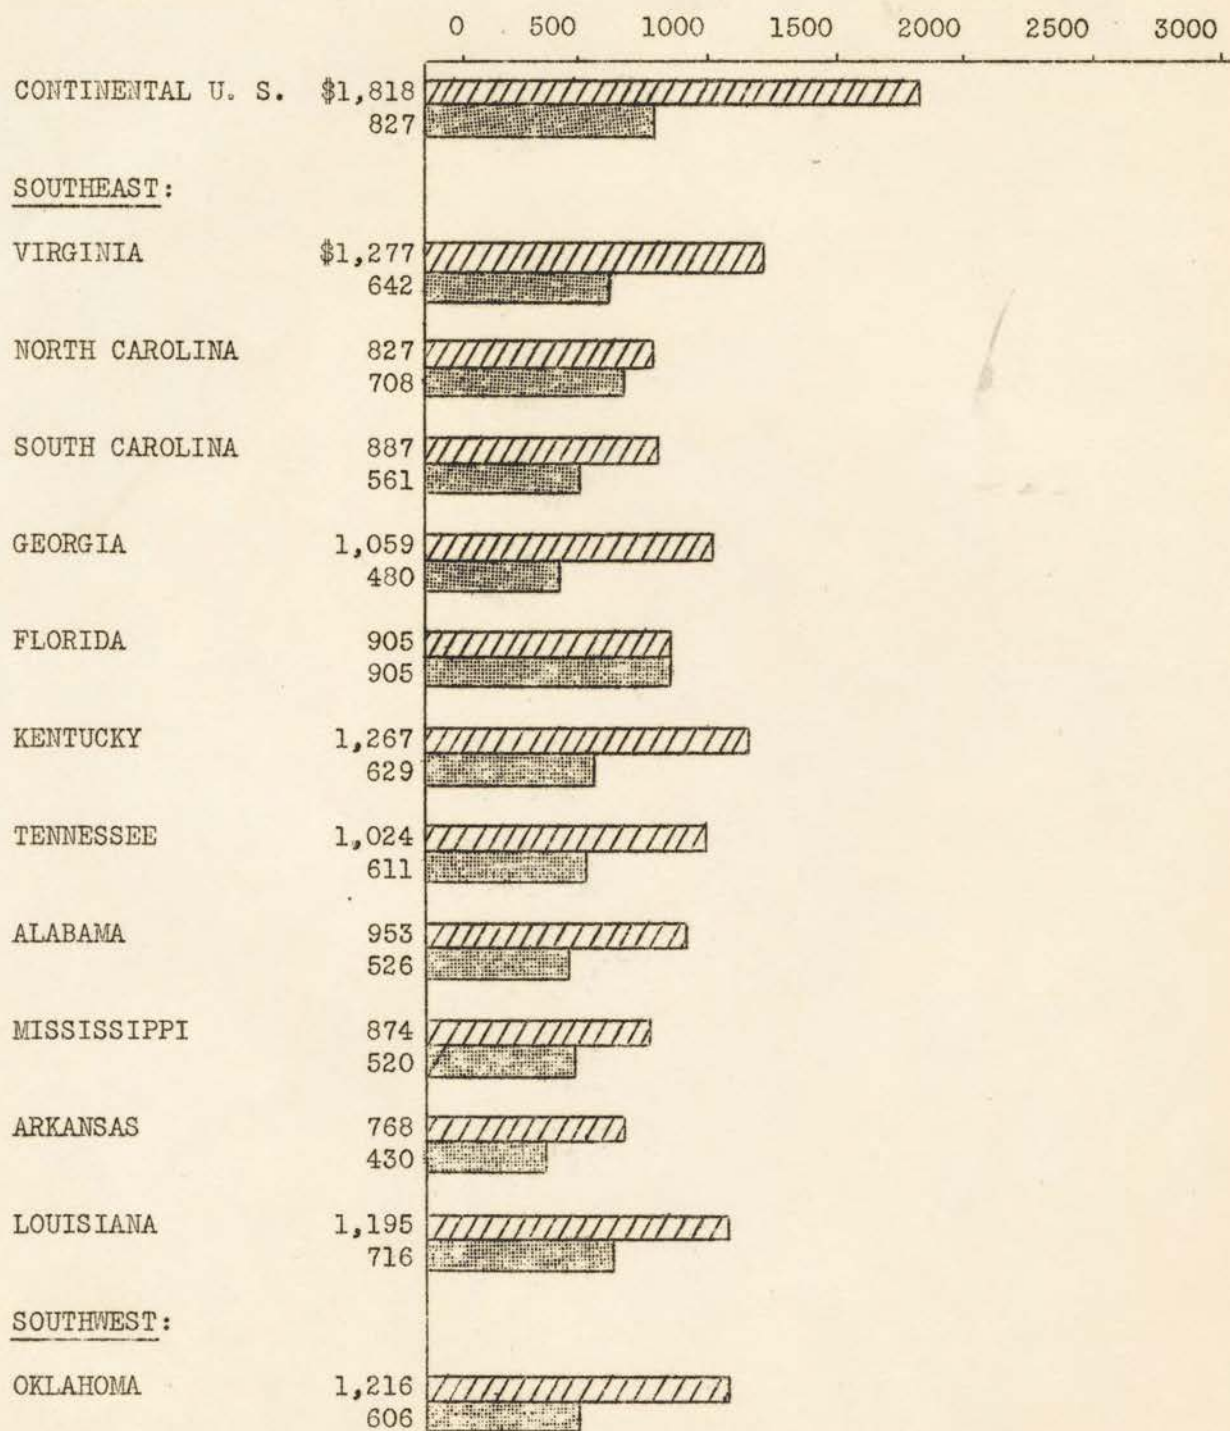 0 500 1000 1500 2000 2500 3000
CONTINENTAL U. S. $1,818
827
SOUTHEAST:
VIRGINIA $1,277
642
NORTH CAROLINA 827
708
SOUTH CAROLINA 887
561
GEORGIA 1,059
480
FLORIDA 905
905
KENTUCKY 1,267
629
TENNESSEE 1,024
611
ALABAMA 953
526
MISSISSIPPI 874
520
ARKANSAS 768
430
LOUISIANA 1,195
716
SOUTHWEST:
OKLAHOMA 1,216
606